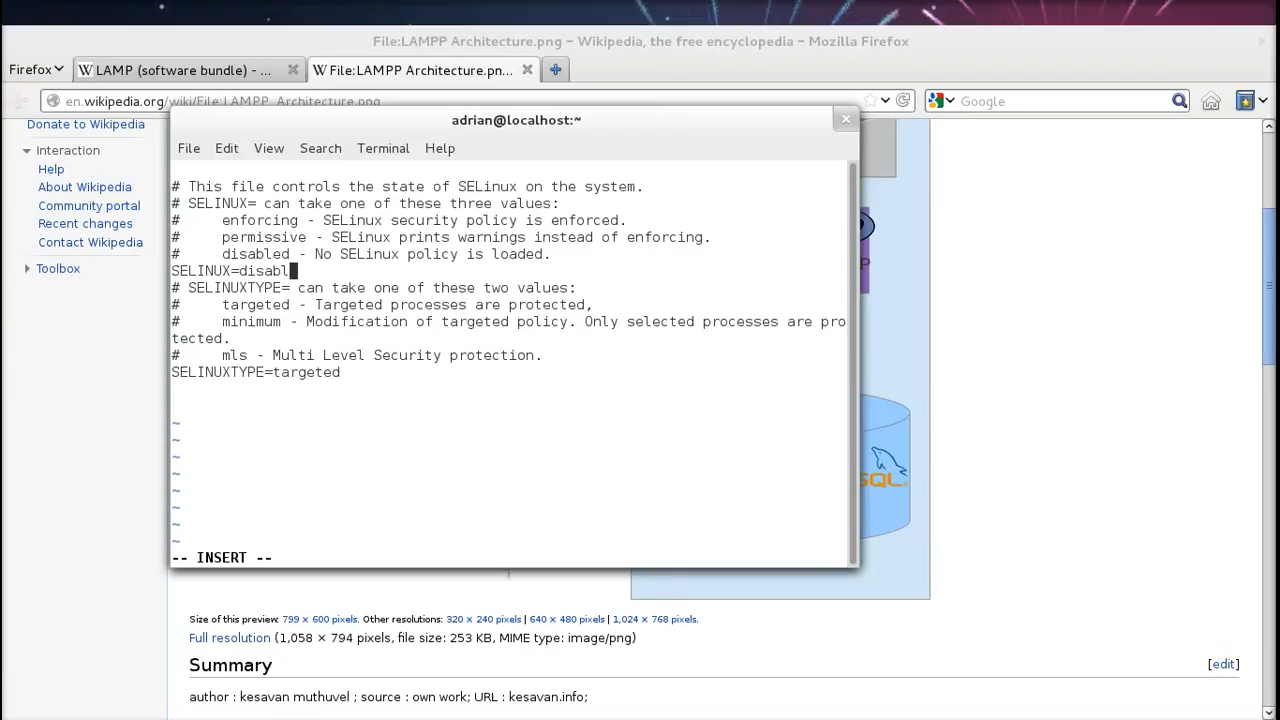 File:LAMPP Architecture.png – Wikipedia, the free encyclopedia – Mozilla Firefox
Firefox
W LAMP (software bundle) - ...
W File:LAMPP Architecture.pn...
en.wikipedia.org/wiki/File:LAMPP_Architecture.png
Google
Donate to Wikipedia
Interaction
Help
About Wikipedia
Community portal
Recent changes
Contact Wikipedia
Toolbox
adrian@localhost:~
File Edit View Search Terminal Help
# This file controls the state of SELinux on the system.
# SELINUX= can take one of these three values:
# enforcing - SELinux security policy is enforced.
# permissive - SELinux prints warnings instead of enforcing.
# disabled - No SELinux policy is loaded.
SELINUX=disabl
# SELINUXTYPE= can take one of these two values:
# targeted - Targeted processes are protected,
# minimum - Modification of targeted policy. Only selected processes are pro
tected.
# mls - Multi Level Security protection.
SELINUXTYPE=targeted
~
~
~
~
~
~
~
~
-- INSERT --
P
SQL
Size of this preview: 799 × 600 pixels. Other resolutions: 320 × 240 pixels | 640 × 480 pixels | 1,024 × 768 pixels.
Full resolution (1,058 × 794 pixels, file size: 253 KB, MIME type: image/png)
Summary
[edit]
author : kesavan muthuvel ; source : own work; URL : kesavan.info;